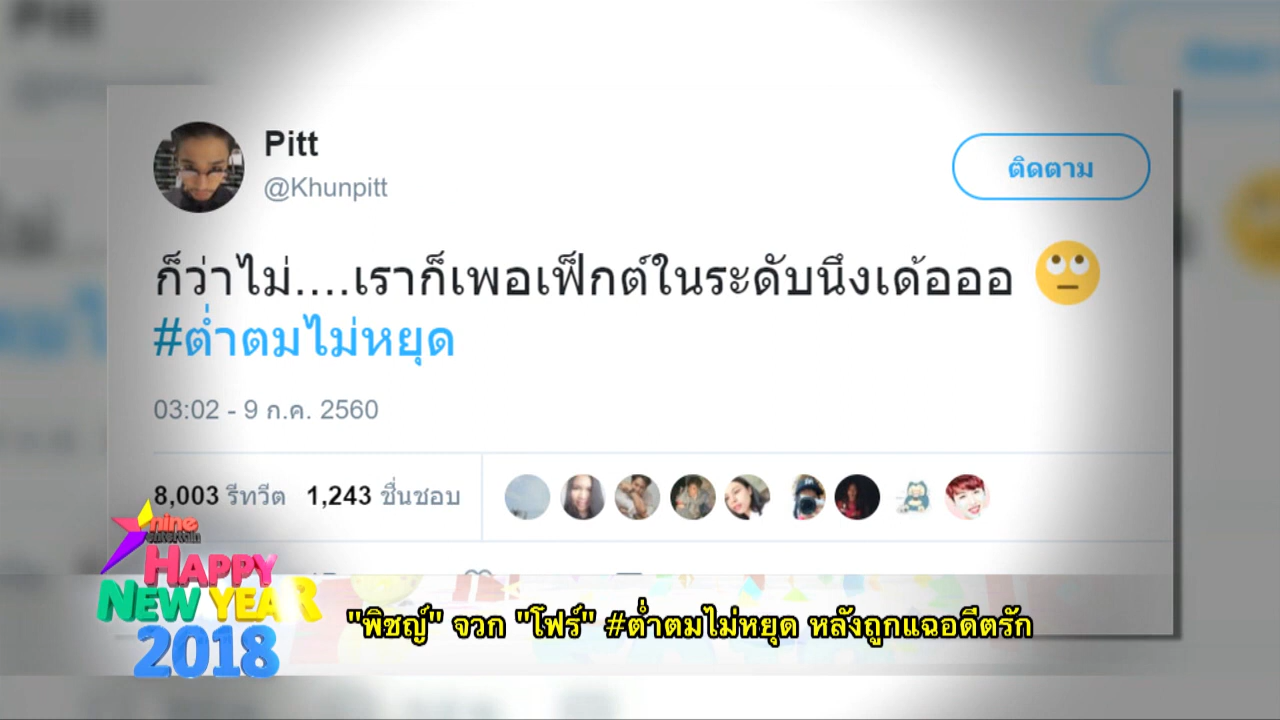 Pitt
@Khunpitt
ติดตาม
ก็ว่าไม่....เราก็เพอเฟ็กต์ในระดับนึงเด้อออ 🙄
#ต่ำตมไม่หยุด
03:02 - 9 ก.ค. 2560
8,003 รีทวีต 1,243 ชื่นชอบ
nine
entertain
HAPPY
NEW YEAR
2018
"พิชญ์" จวก "โฟร์" #ต่ำตมไม่หยุด หลังถูกแฉอดีตรัก